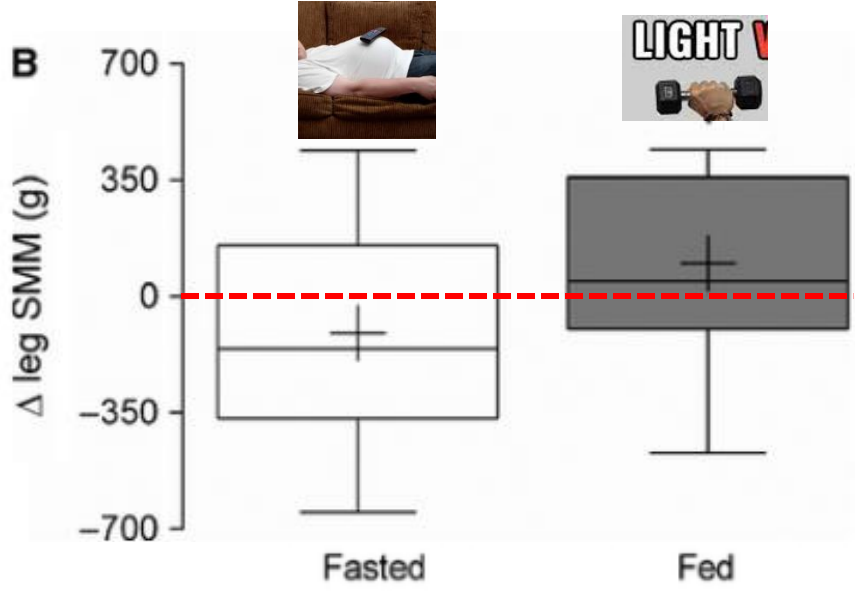 B
LIGHT
700
350
0
−350
−700
Δ leg SMM (g)
Fasted
Fed